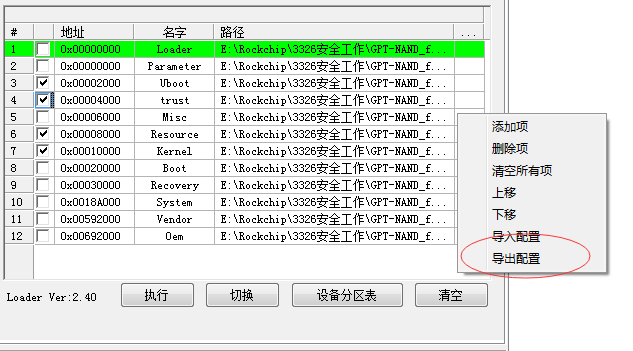 # 地址 名字 路径 ...
1 0x00000000 Loader E:\Rockchip\3326安全工作\GPT-NAND_f...
2 0x00000000 Parameter E:\Rockchip\3326安全工作\GPT-NAND_f...
3 0x00002000 Uboot E:\Rockchip\3326安全工作\GPT-NAND_f...
4 0x00004000 trust E:\Rockchip\3326安全工作\GPT-NAND_f...
5 0x00006000 Misc E:\Rockchip\3326安全工作\GPT-NAND_f...
6 0x00008000 Resource E:\Rockchip\3326安全工作\GPT-NAND_f...
7 0x00010000 Kernel E:\Rockchip\3326安全工作\GPT-NAND_f...
8 0x00020000 Boot E:\Rockchip\3326安全工作\GPT-NAND_f...
9 0x00030000 Recovery E:\Rockchip\3326安全工作\GPT-NAND_f...
10 0x0018A000 System E:\Rockchip\3326安全工作\GPT-NAND_f...
11 0x00592000 Vendor E:\Rockchip\3326安全工作\GPT-NAND_f...
12 0x00692000 Oem E:\Rockchip\3326安全工作\GPT-NAND_f...
添加项
删除项
清空所有项
上移
下移
导入配置
导出配置
Loader Ver:2.40 执行 切换 设备分区表 清空